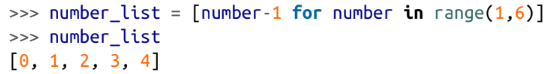 >>> number_list = [number-1 for number in range(1,6)]
>>> number_list
[0, 1, 2, 3, 4]